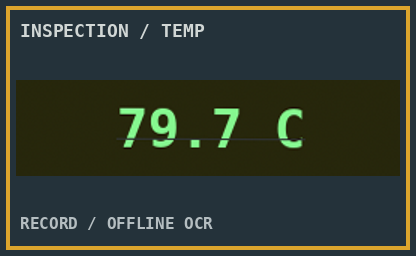 INSPECTION / TEMP
79.7 C
RECORD / OFFLINE OCR